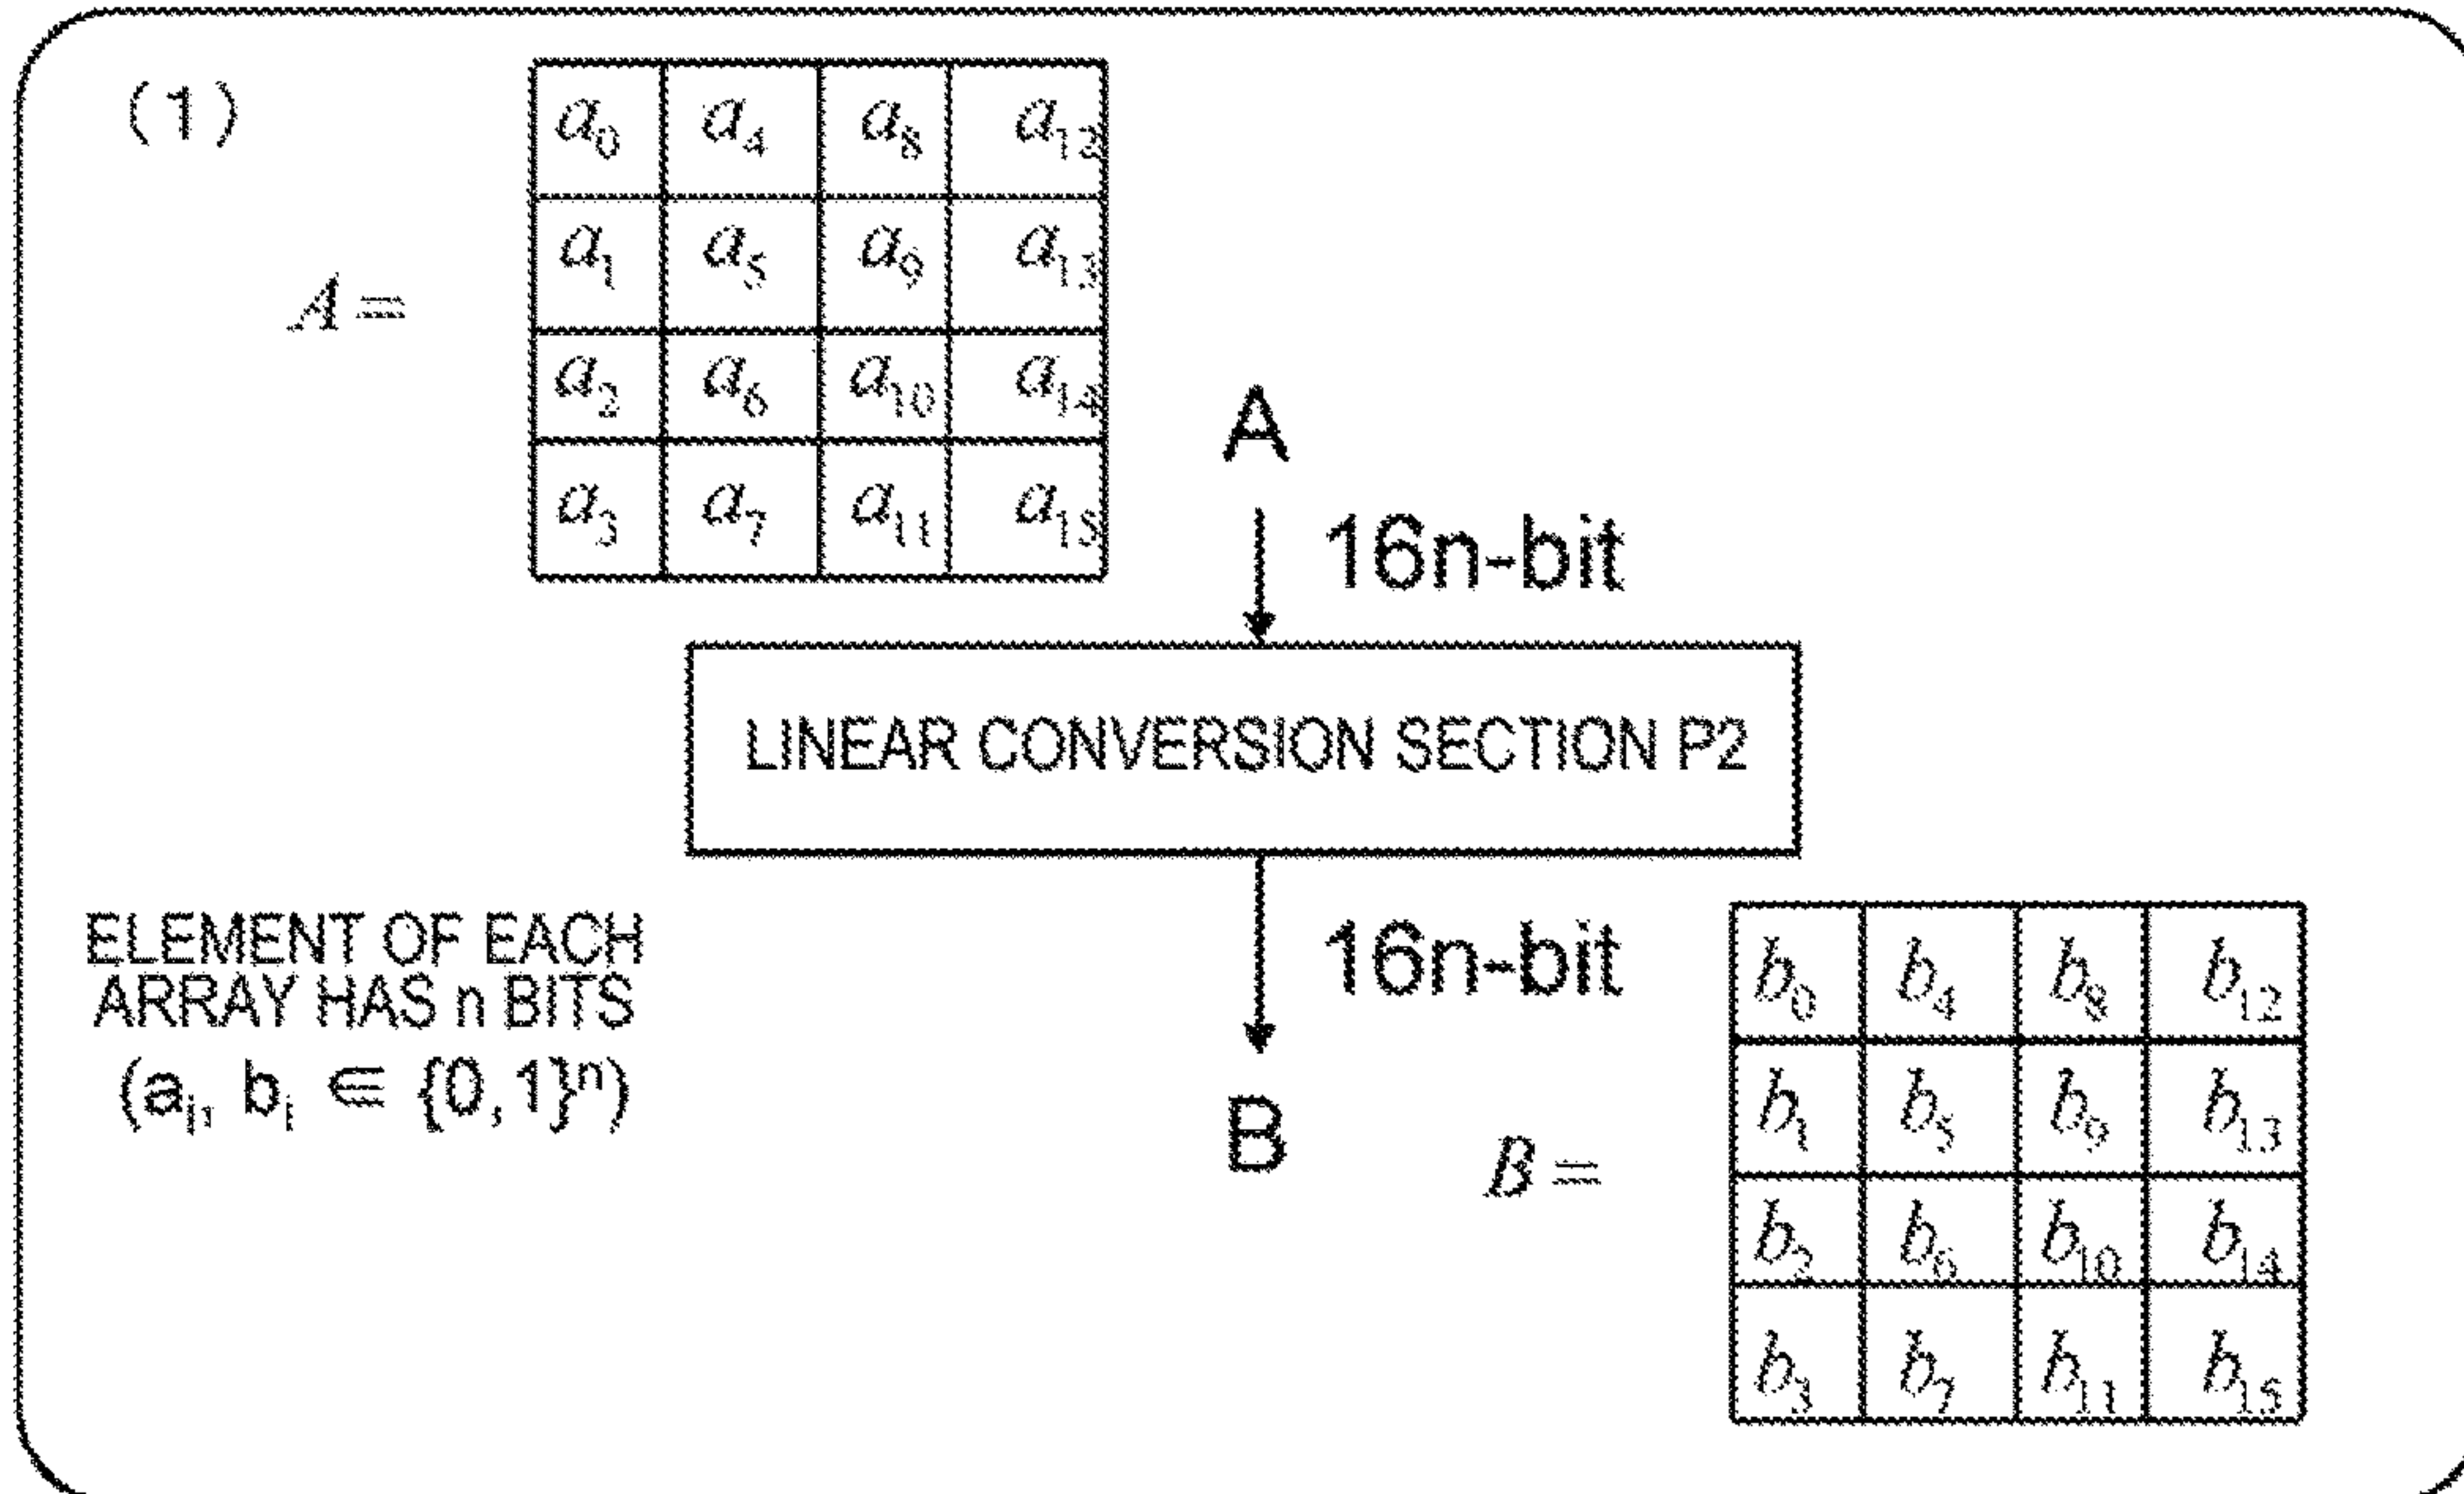 (1)
a0 a4 a8 a12
a1 a5 a9 a13
A =
a2 a6 a10 a14
a3 a7 a11 a15
A
16n-bit
LINEAR CONVERSION SECTION P2
16n-bit
ELEMENT OF EACH
ARRAY HAS n BITS
(ai, bi ∈ {0,1}n)
B
B =
b0 b4 b8 b12
b1 b5 b9 b13
b2 b6 b10 b14
b3 b7 b11 b15